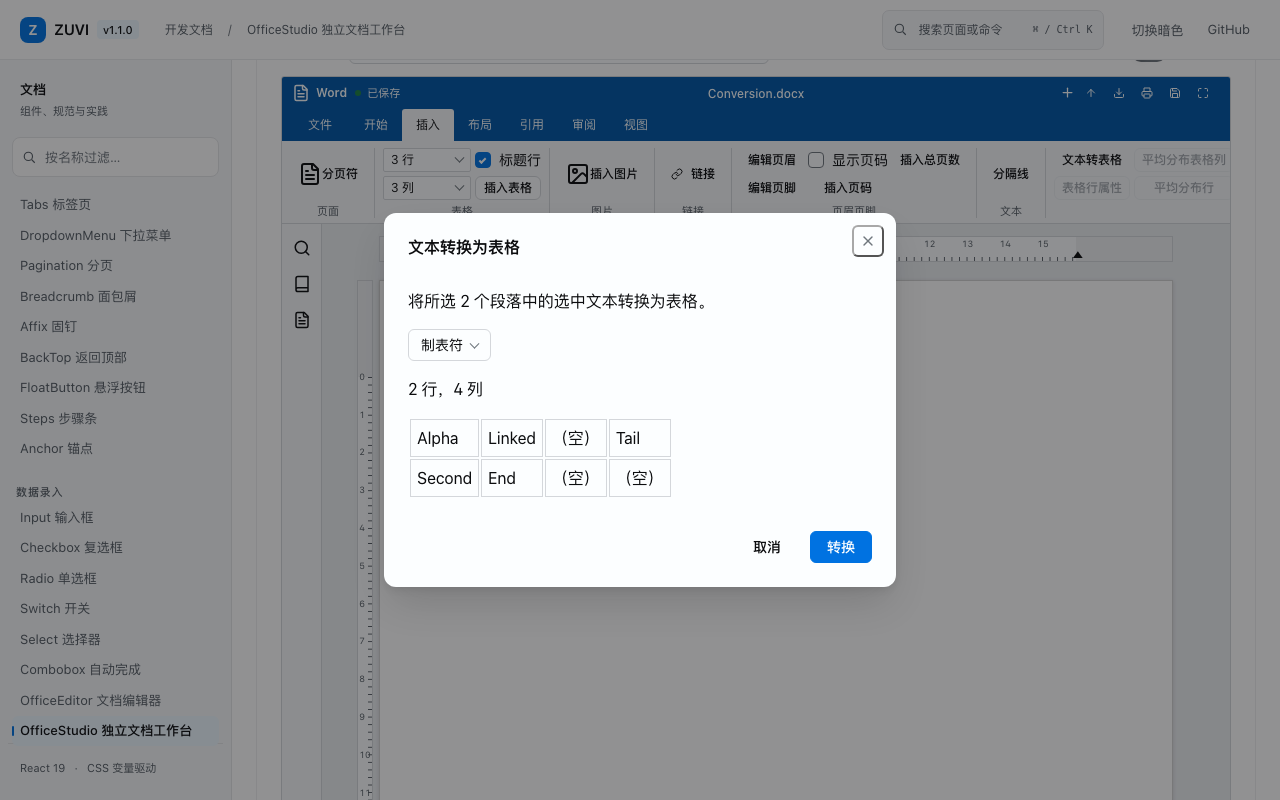 Z ZUVI v1.1.0 开发文档 / OfficeStudio 独立文档工作台 搜索页面或命令 ⌘ / Ctrl K 切换暗色 GitHub
文档
组件、规范与实践
按名称过滤...
Tabs 标签页
DropdownMenu 下拉菜单
Pagination 分页
Breadcrumb 面包屑
Affix 固钉
BackTop 返回顶部
FloatButton 悬浮按钮
Steps 步骤条
Anchor 锚点
数据录入
Input 输入框
Checkbox 复选框
Radio 单选框
Switch 开关
Select 选择器
Combobox 自动完成
OfficeEditor 文档编辑器
OfficeStudio 独立文档工作台
React 19 · CSS 变量驱动
Word 已保存 Conversion.docx
文件 开始 插入 布局 引用 审阅 视图
分页符
页面
3 行 标题行
3 列 插入表格
表格
插入图片
图片
链接
链接
编辑页眉 显示页码 插入总页数
编辑页脚 插入页码
页眉页脚
分隔线
文本
文本转表格 平均分布表格列
表格行属性 平均分布行
12 13 14 15
0
1
2
3
4
5
6
7
8
9
10
11
文本转换为表格
将所选 2 个段落中的选中文本转换为表格。
制表符
2 行，4 列
Alpha Linked （空） Tail
Second End （空） （空）
取消 转换